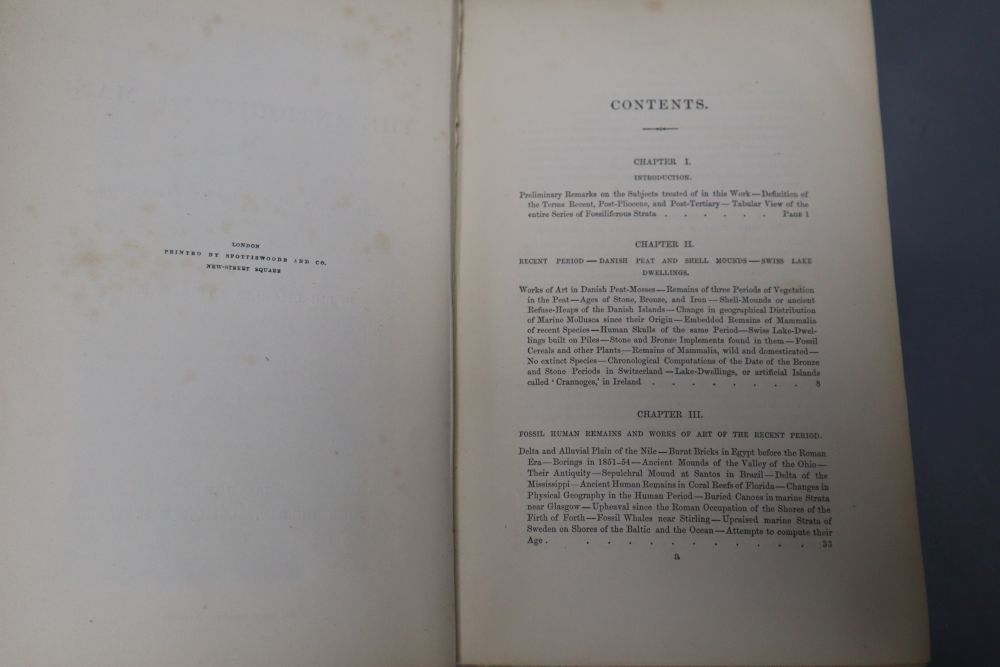 LONDON
PRINTED BY SPOTTISWOODE AND CO.
NEW-STREET SQUARE
CONTENTS.
CHAPTER I.
INTRODUCTION.
Preliminary Remarks on the Subjects treated of in this Work—Definition of
the Terms Recent, Post-Pliocene, and Post-Tertiary—Tabular View of the
entire Series of Fossiliferous Strata . . . . . . PAGE 1
CHAPTER II.
RECENT PERIOD—DANISH PEAT AND SHELL MOUNDS—SWISS LAKE
DWELLINGS.
Works of Art in Danish Peat-Mosses—Remains of three Periods of Vegetation
in the Peat—Ages of Stone, Bronze, and Iron—Shell-Mounds or ancient
Refuse-Heaps of the Danish Islands—Change in geographical Distribution
of Marine Mollusca since their Origin—Embedded Remains of Mammalia
of recent Species—Human Skulls of the same Period—Swiss Lake-Dwel-
lings built on Piles—Stone and Bronze Implements found in them—Fossil
Cereals and other Plants—Remains of Mammalia, wild and domesticated—
No extinct Species—Chronological Computations of the Date of the Bronze
and Stone Periods in Switzerland—Lake-Dwellings, or artificial Islands
called 'Crannoges,' in Ireland . . . . . . . . 8
CHAPTER III.
FOSSIL HUMAN REMAINS AND WORKS OF ART OF THE RECENT PERIOD.
Delta and Alluvial Plain of the Nile—Burnt Bricks in Egypt before the Roman
Era—Borings in 1851-54—Ancient Mounds of the Valley of the Ohio—
Their Antiquity—Sepulchral Mound at Santos in Brazil—Delta of the
Mississippi—Ancient Human Remains in Coral Reefs of Florida—Changes in
Physical Geography in the Human Period—Buried Canoes in marine Strata
near Glasgow—Upheaval since the Roman Occupation of the Shores of the
Firth of Forth—Fossil Whales near Stirling—Upraised marine Strata of
Sweden on Shores of the Baltic and the Ocean—Attempts to compute their
Age . . . . . . . . . . . . 33
a